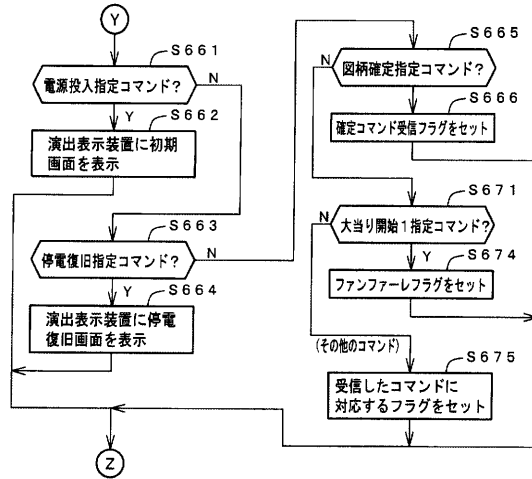 Y
S661
電源投入指定コマンド?
N
Y
S662
演出表示装置に初期
画面を表示
S663
停電復旧指定コマンド?
N
Y
S664
演出表示装置に停電
復旧画面を表示
Z
S665
図柄確定指定コマンド?
N
Y
S666
確定コマンド受信フラグをセット
S671
大当り開始1指定コマンド?
N
Y
S674
ファンファーレフラグをセット
(その他のコマンド)
S675
受信したコマンドに
対応するフラグをセット